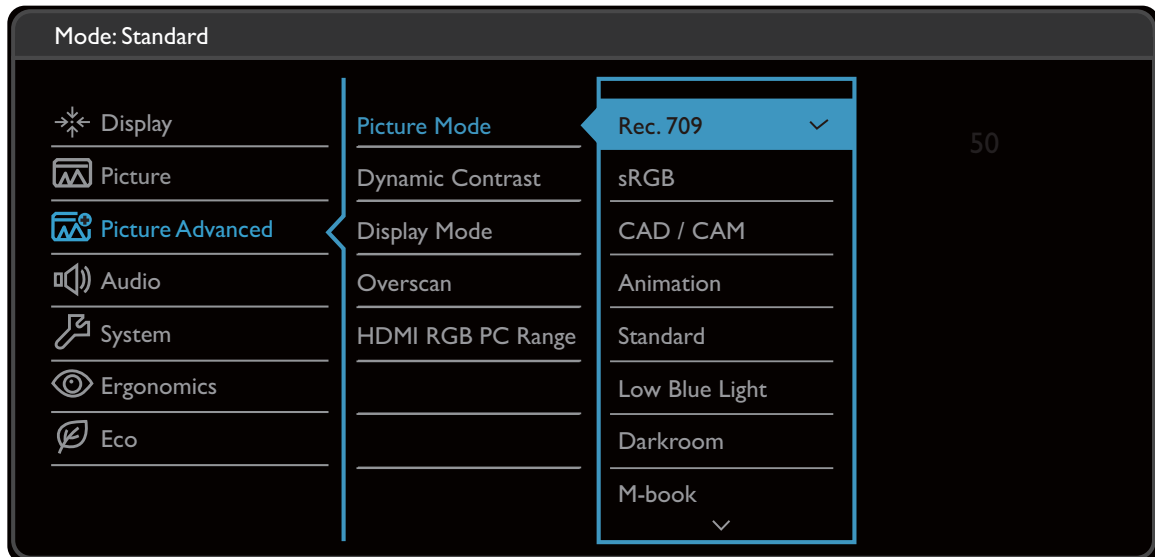 Mode: Standard
Display
Picture
Picture Advanced
Audio
System
Ergonomics
Eco
Picture Mode
Dynamic Contrast
Display Mode
Overscan
HDMI RGB PC Range
Rec. 709
sRGB
CAD / CAM
Animation
Standard
Low Blue Light
Darkroom
M-book
50